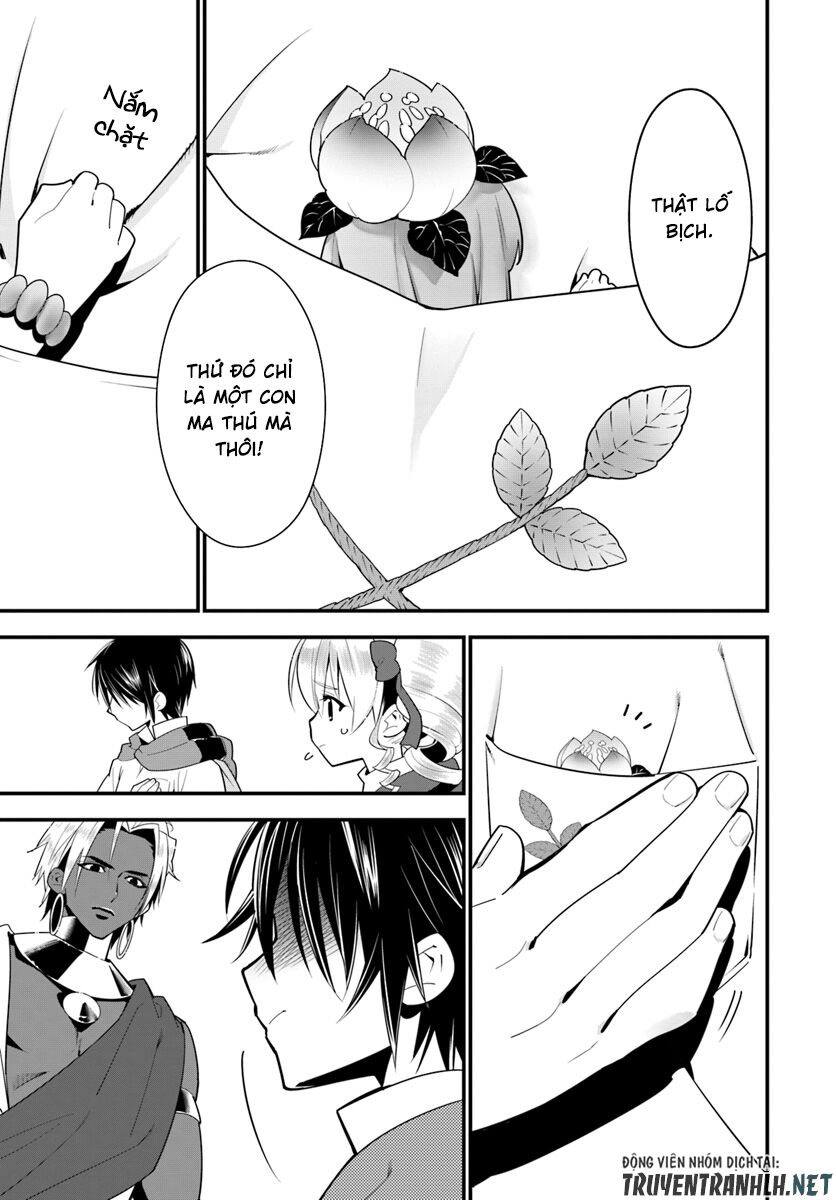 THẬT LỐ
BỊCH.
THỨ ĐÓ CHỈ
LÀ MỘT CON
MA THÚ MÀ
THÔI!
Nắm
chặt
ĐỘNG VIÊN NHÓM DỊCH TẠI:
TRUYENTRANHLH.NET